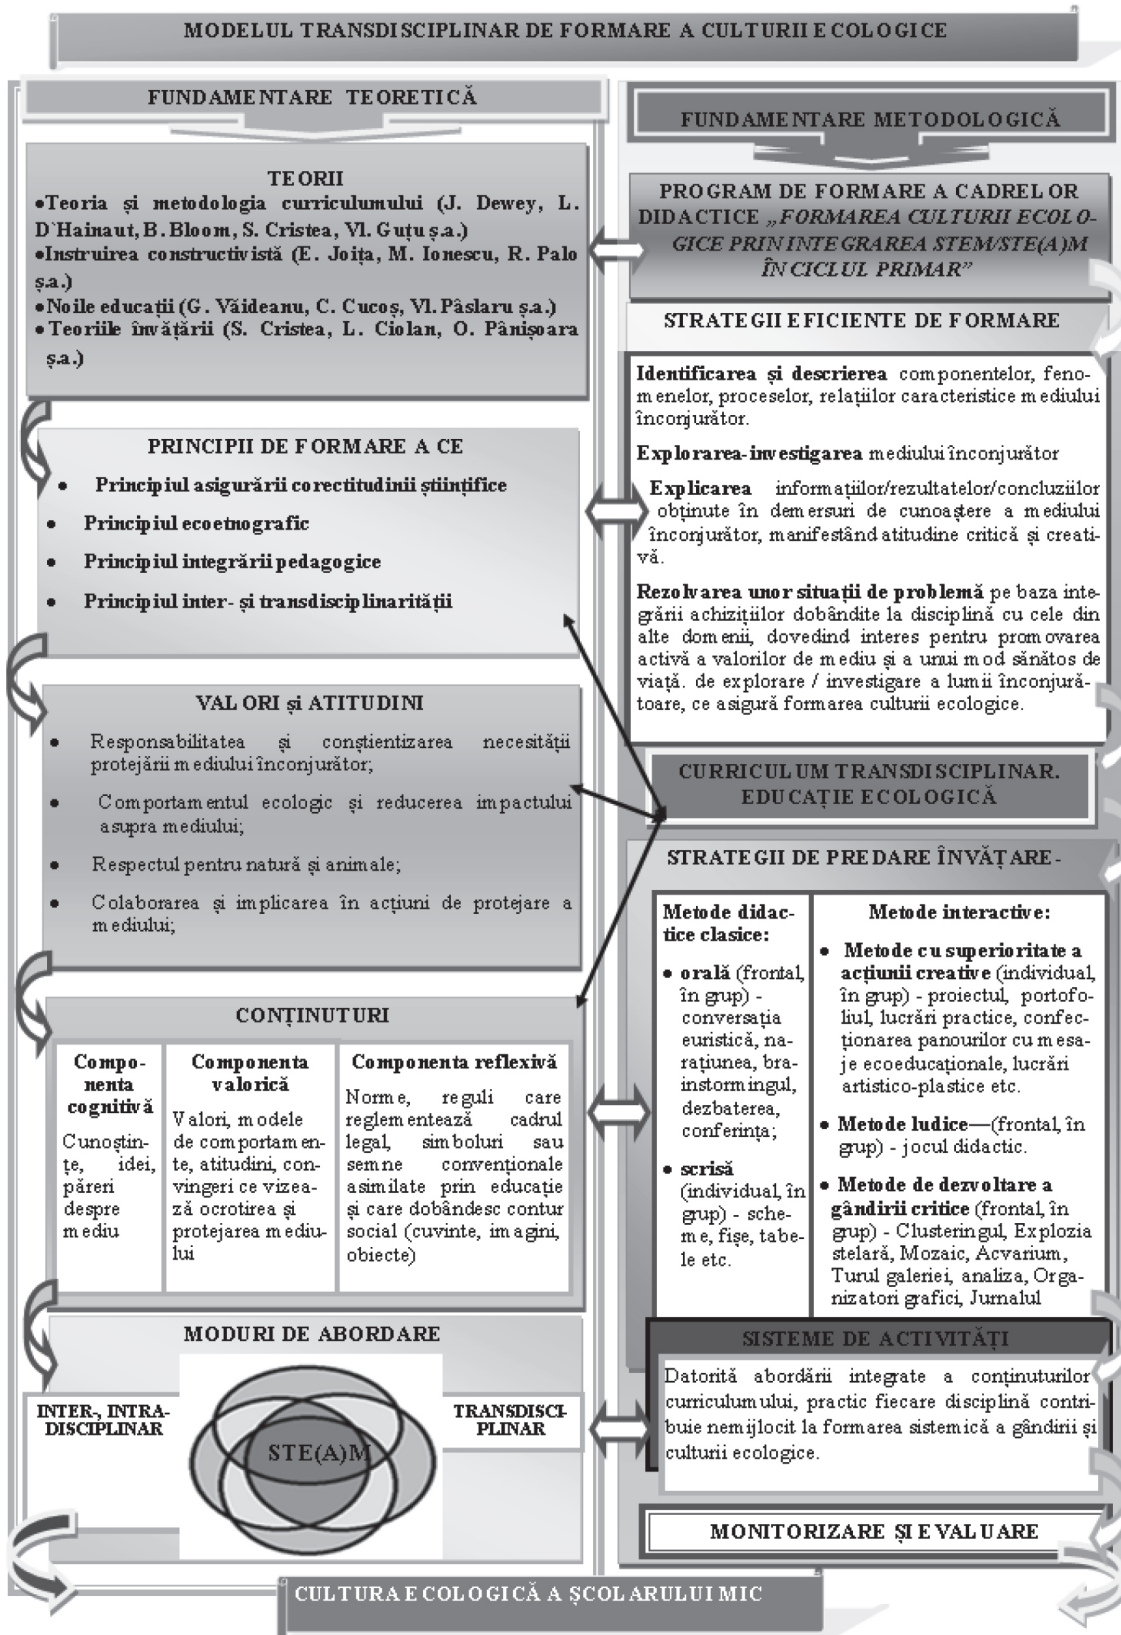 MODELUL TRANSDISCIPLINAR DE FORMARE A CULTURII ECOLOGICE
FUNDAMENTARE TEORETICĂ
TEORII
•Teoria și metodologia curriculumului (J. Dewey, L.
D`Hainaut, B. Bloom, S. Cristea, Vl. Guțu ș.a.)
•Instruirea constructivistă (E. Joița, M. Ionescu, R. Palo
ș.a.)
•Noile educații (G. Văideanu, C. Cucoș, Vl. Pâslaru ș.a.)
•Teoriile învățării (S. Cristea, L. Ciolan, O. Pânișoara
ș.a.)
PRINCIPII DE FORMARE A CE
• Principiul asigurării corectitudinii științifice
• Principiul ecoetnografic
• Principiul integrării pedagogice
• Principiul inter- și transdisciplinarității
VALORI și ATITUDINI
• Responsabilitatea și conștientizarea necesității
protejării mediului înconjurător;
• Comportamentul ecologic și reducerea impactului
asupra mediului;
• Respectul pentru natură și animale;
• Colaborarea și implicarea în acțiuni de protejare a
mediului;
CONȚINUTURI
Compo-
nenta
cognitivă
Cunoștin-
țe, idei,
păreri
despre
mediu
Componenta
valorică
Valori, modele
de comportamen-
te, atitudini, con-
vingeri ce vizea-
ză ocrotirea și
protejarea mediu-
lui
Componenta reflexivă
Norme, reguli care
reglementează cadrul
legal, simboluri sau
semne convenționale
asimilate prin educație
și care dobândesc contur
social (cuvinte, imagini,
obiecte)
MODURI DE ABORDARE
INTER-, INTRA-
DISCIPLINAR
STE(A)M
TRANSDISCI-
PLINAR
FUNDAMENTARE METODOLOGICĂ
PROGRAM DE FORMARE A CADRELOR
DIDACTICE „FORMAREA CULTURII ECOLO-
GICE PRIN INTEGRAREA STEM/STE(A)M
ÎN CICLUL PRIMAR”
STRATEGII EFICIENTE DE FORMARE
Identificarea și descrierea componentelor, feno-
menelor, proceselor, relațiilor caracteristice mediului
înconjurător.
Explorarea-investigarea mediului înconjurător
Explicarea informațiilor/rezultatelor/concluziilor
obținute în demersuri de cunoaștere a mediului
înconjurător, manifestând atitudine critică și creati-
vă.
Rezolvarea unor situații de problemă pe baza inte-
grării achizițiilor dobândite la disciplină cu cele din
alte domenii, dovedind interes pentru promovarea
activă a valorilor de mediu și a unui mod sănătos de
viață. de explorare / investigare a lumii înconjură-
toare, ce asigură formarea culturii ecologice.
CURRICULUM TRANSDISCIPLINAR.
EDUCAȚIE ECOLOGICĂ
STRATEGII DE PREDARE ÎNVĂȚARE-
Metode didac-
tice clasice:
• orală (frontal,
în grup) -
conversația
euristică, na-
rațiunea, bra-
instormingul,
dezbaterea,
conferința;
• scrisă
(individual, în
grup) - sche-
me, fișe, tabe-
le etc.
Metode interactive:
• Metode cu superioritate a
acțiunii creative (individual,
în grup) - proiectul, portofo-
liul, lucrări practice, confec-
ționarea panourilor cu mesa-
je ecoeducaționale, lucrări
artistico-plastice etc.
• Metode ludice—(frontal, în
grup) - jocul didactic.
• Metode de dezvoltare a
gândirii critice (frontal, în
grup) - Clusteringul, Explozia
stelară, Mozaic, Acvarium,
Turul galeriei, analiza, Orga-
nizatori grafici, Jurnalul
SISTEME DE ACTIVITĂȚI
Datorită abordării integrate a conținuturilor
curriculumului, practic fiecare disciplină contri-
buie nemijlocit la formarea sistemică a gândirii și
culturii ecologice.
MONITORIZARE ȘI EVALUARE
CULTURA ECOLOGICĂ A ȘCOLARULUI MIC